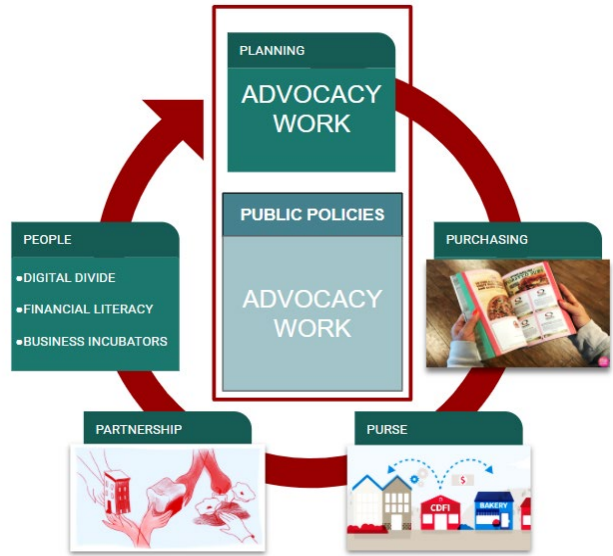 PLANNING
ADVOCACY
WORK
PUBLIC POLICIES
ADVOCACY
WORK
PEOPLE
•DIGITAL DIVIDE
•FINANCIAL LITERACY
•BUSINESS INCUBATORS
PURCHASING
PARTNERSHIP
PURSE
$
CDFI
BAKERY